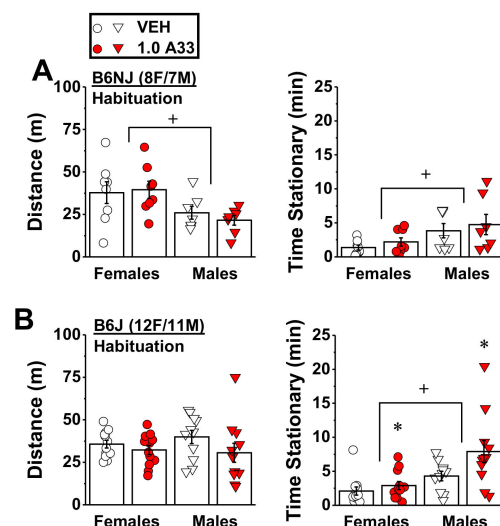 VEH
1.0 A33
A
B6NJ (8F/7M)
Habituation
+
Distance (m)
100
75
50
25
0
Females Males
+
Time Stationary (min)
25
20
15
10
5
0
Females Males
B
B6J (12F/11M)
Habituation
Distance (m)
100
75
50
25
0
Females Males
*
+
*
Time Stationary (min)
25
20
15
10
5
0
Females Males